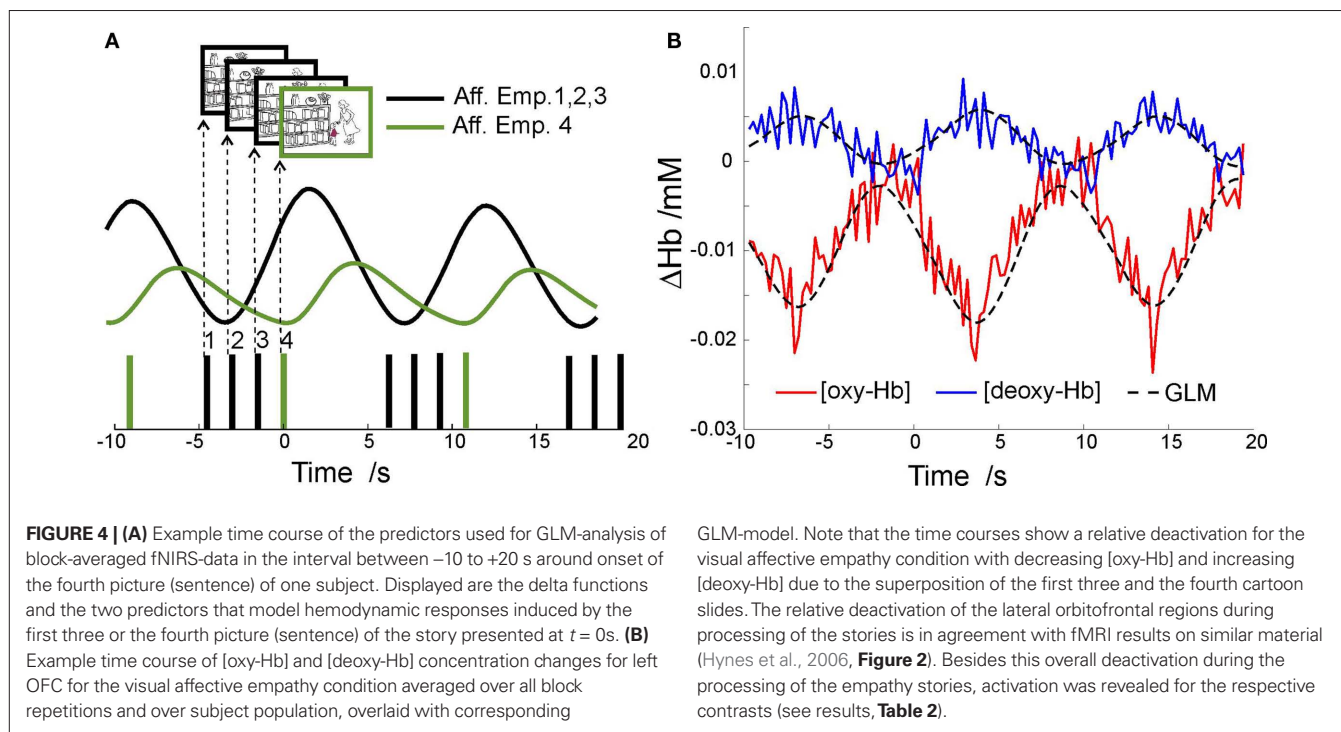 A
Aff. Emp.1,2,3
Aff. Emp. 4
1 2 3 4
-10 -5 0 5 10 15 20
Time /s
B
0.01
0
-0.01
-0.02
-0.03
ΔHb /mM
[oxy-Hb] [deoxy-Hb] GLM
-10 -5 0 5 10 15 20
Time /s
FIGURE 4 | (A) Example time course of the predictors used for GLM-analysis of
block-averaged fNIRS-data in the interval between −10 to +20 s around onset of
the fourth picture (sentence) of one subject. Displayed are the delta functions
and the two predictors that model hemodynamic responses induced by the
first three or the fourth picture (sentence) of the story presented at t = 0s. (B)
Example time course of [oxy-Hb] and [deoxy-Hb] concentration changes for left
OFC for the visual affective empathy condition averaged over all block
repetitions and over subject population, overlaid with corresponding
GLM-model. Note that the time courses show a relative deactivation for the
visual affective empathy condition with decreasing [oxy-Hb] and increasing
[deoxy-Hb] due to the superposition of the first three and the fourth cartoon
slides. The relative deactivation of the lateral orbitofrontal regions during
processing of the stories is in agreement with fMRI results on similar material
(Hynes et al., 2006, Figure 2). Besides this overall deactivation during the
processing of the empathy stories, activation was revealed for the respective
contrasts (see results, Table 2).